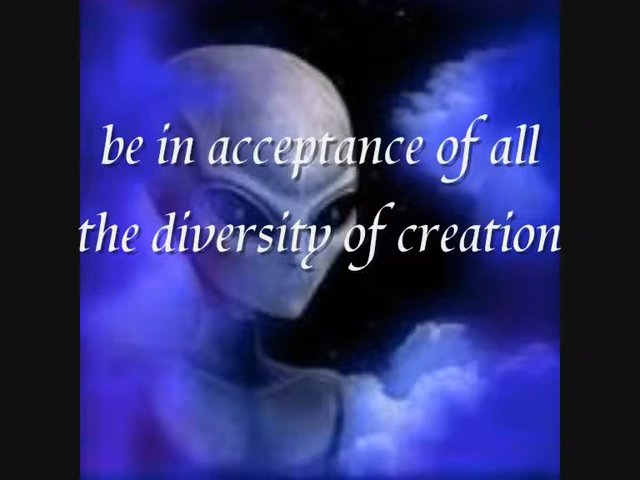 be in acceptance of all
the diversity of creation